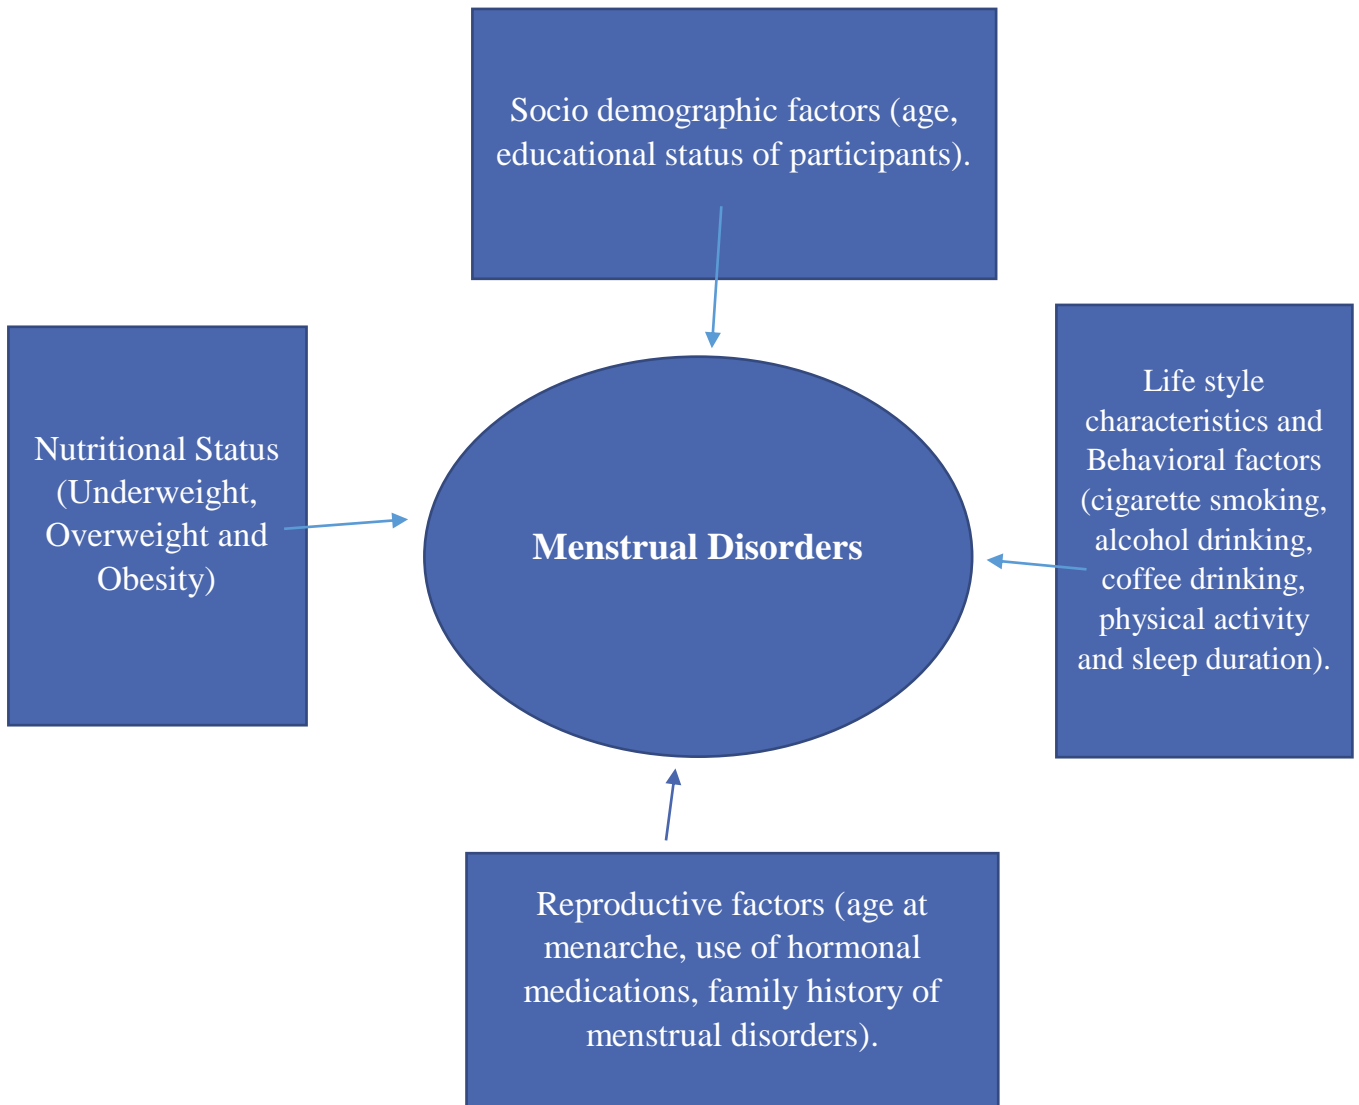 Socio demographic factors (age,
educational status of participants).
Nutritional Status
(Underweight,
Overweight and
Obesity)
Menstrual Disorders
Life style
characteristics and
Behavioral factors
(cigarette smoking,
alcohol drinking,
coffee drinking,
physical activity
and sleep duration).
Reproductive factors (age at
menarche, use of hormonal
medications, family history of
menstrual disorders).